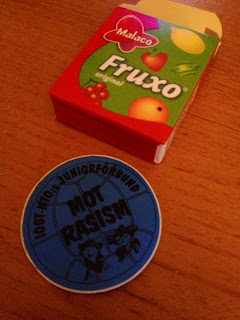 Malaco
Fruxo
original
IOGT-NTO:s JUNIORFÖRBUND
MOT
RASISM